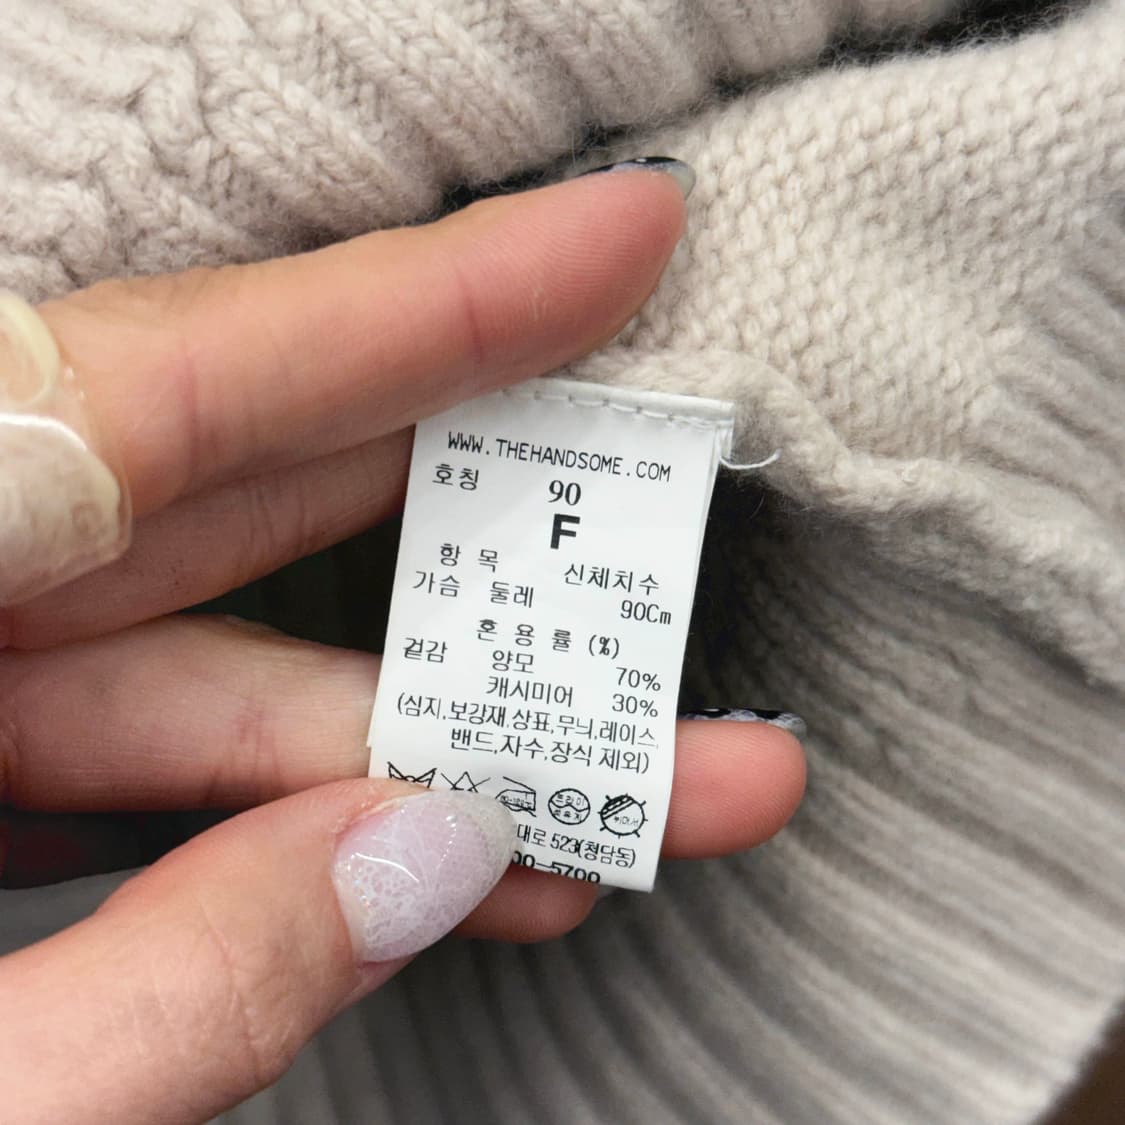 WWW.THEHANDSOME.COM
호칭 90
F
항 목 신체치수
가슴 둘레 90Cm
혼 용 률 (%)
겉감 양모 70%
캐시미어 30%
(심지,보강재,상표,무늬,레이스,
밴드,자수,장식 제외)
대로 523(청담동)
00-5700